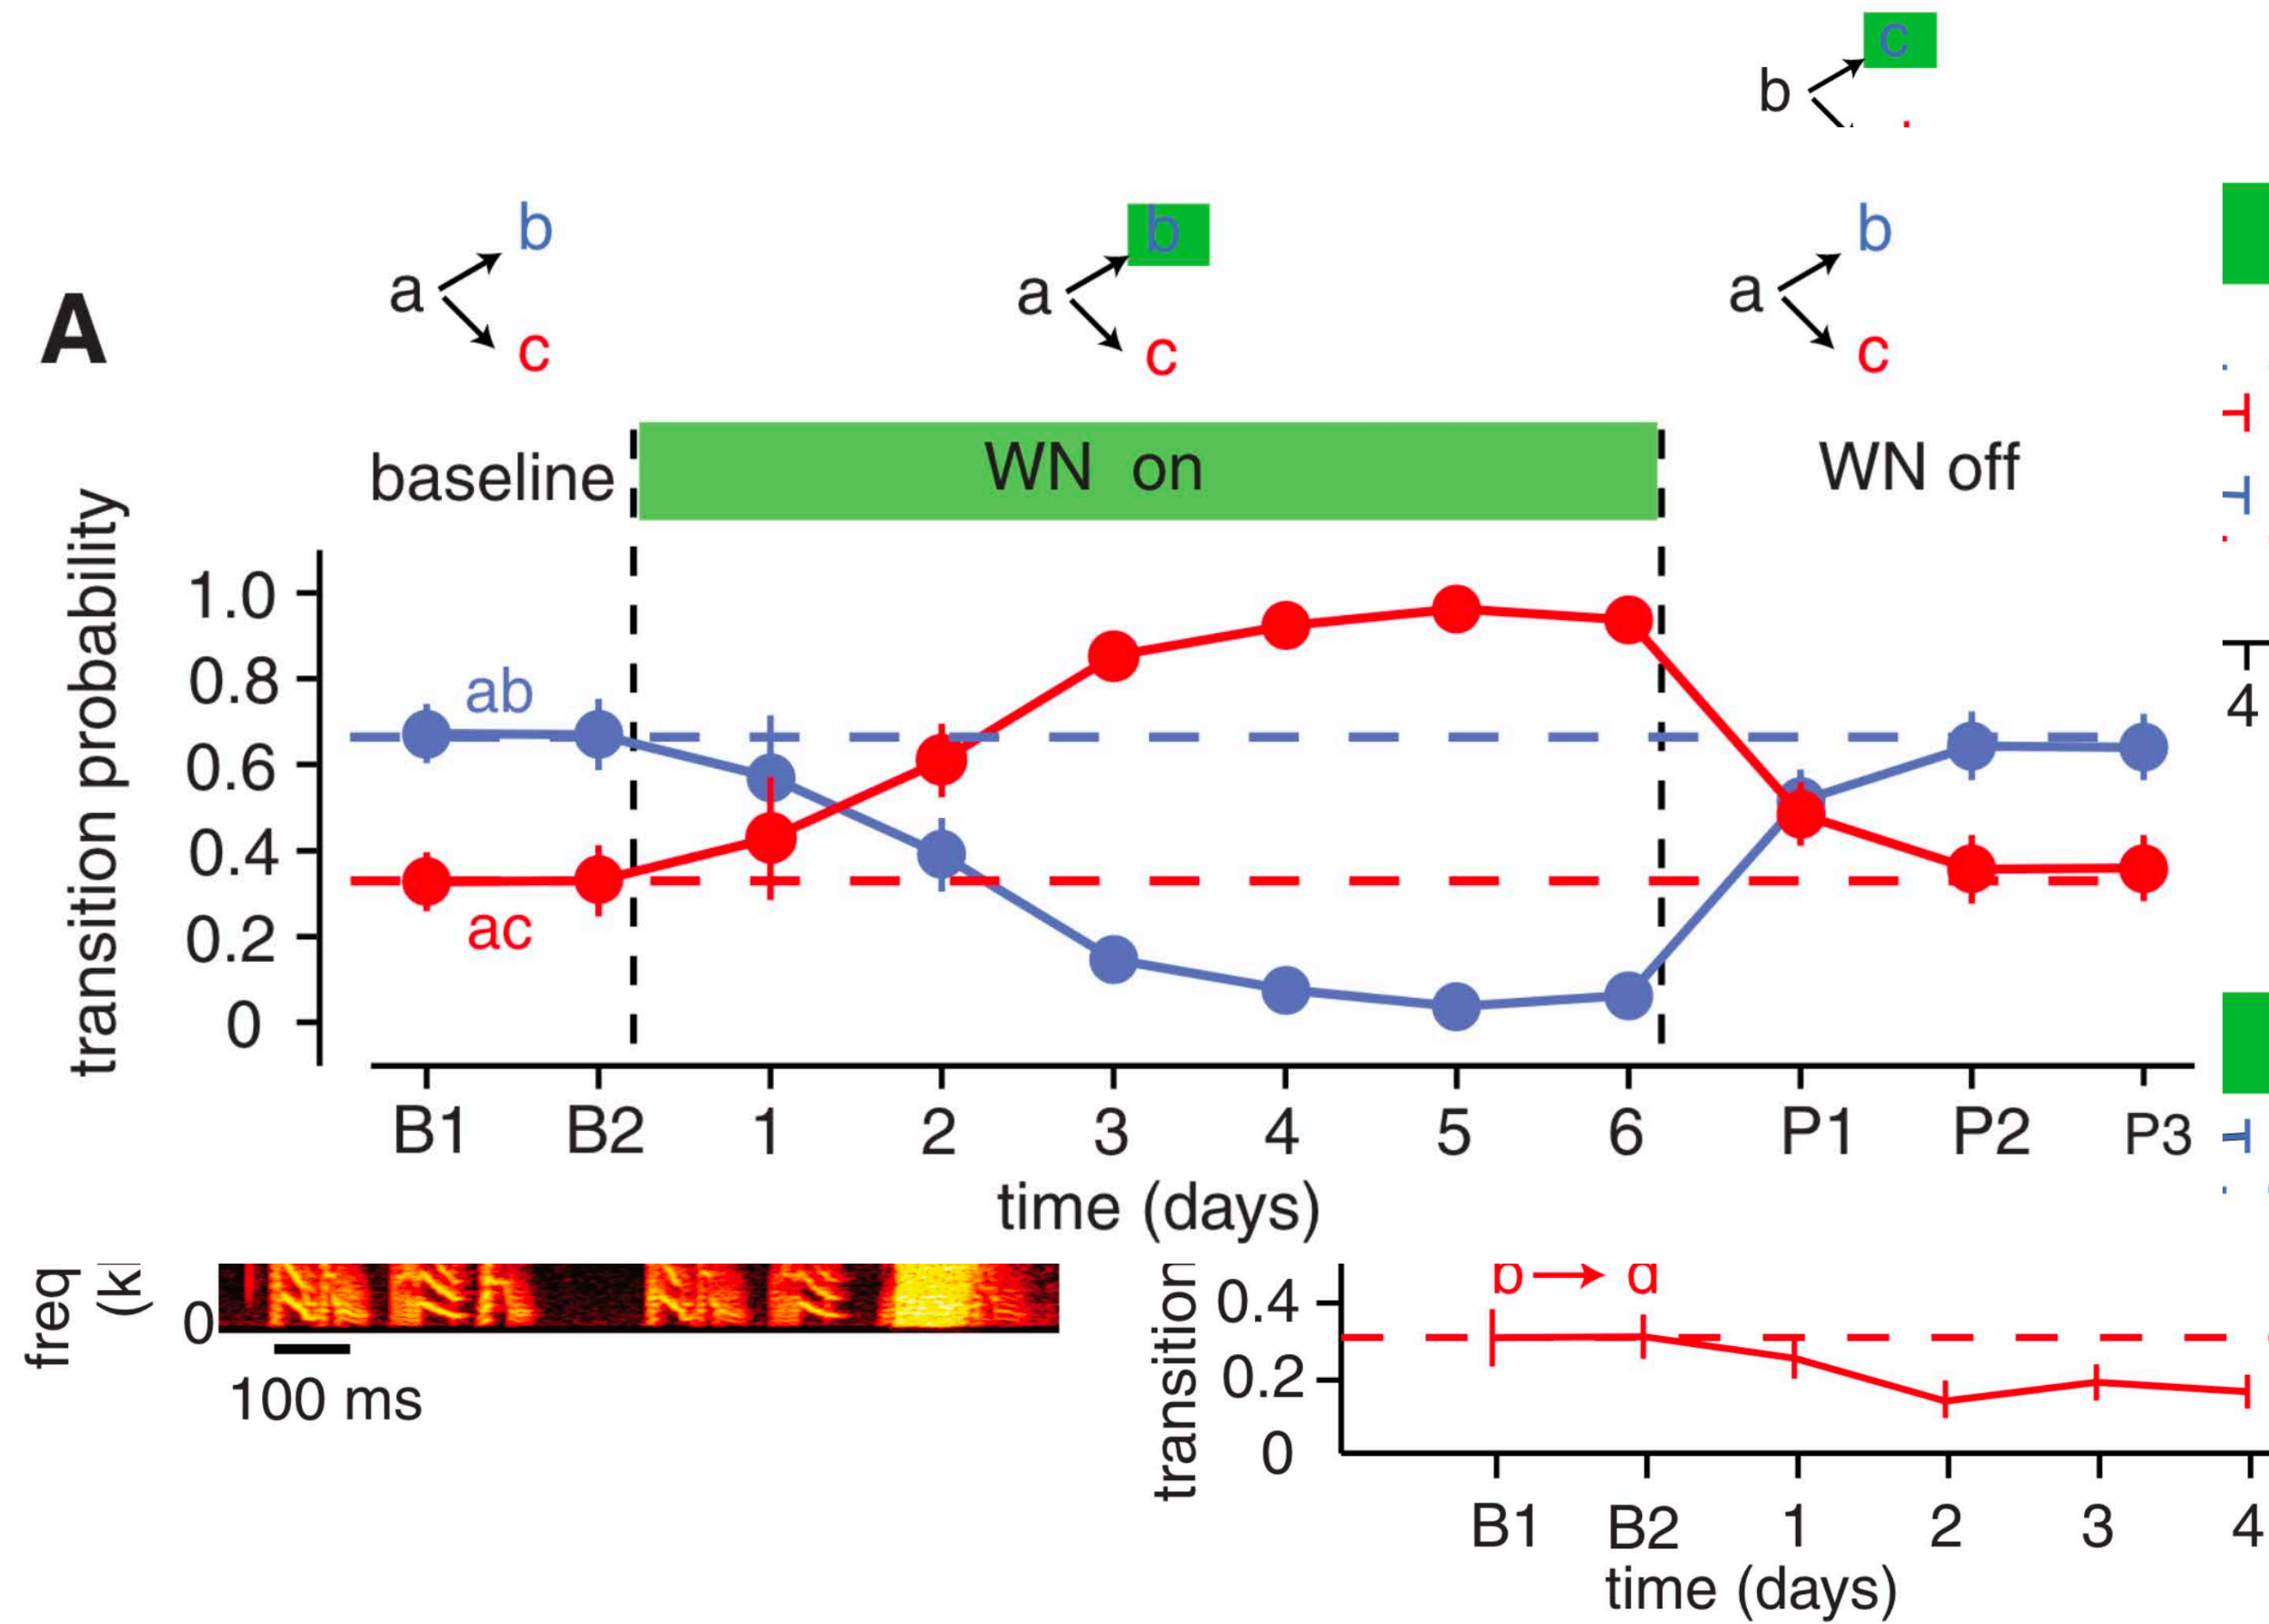 c
b
b
b
b
a
a
a
c
c
c
A
baseline
WN on
WN off
transition probability
1.0
0.8
0.6
0.4
0.2
0
ab
ac
4
B1 B2 1 2 3 4 5 6 P1 P2 P3
time (days)
freq
0
100 ms
transition
b
0.4
0.2
0
B1 B2 1 2 3 4
time (days)